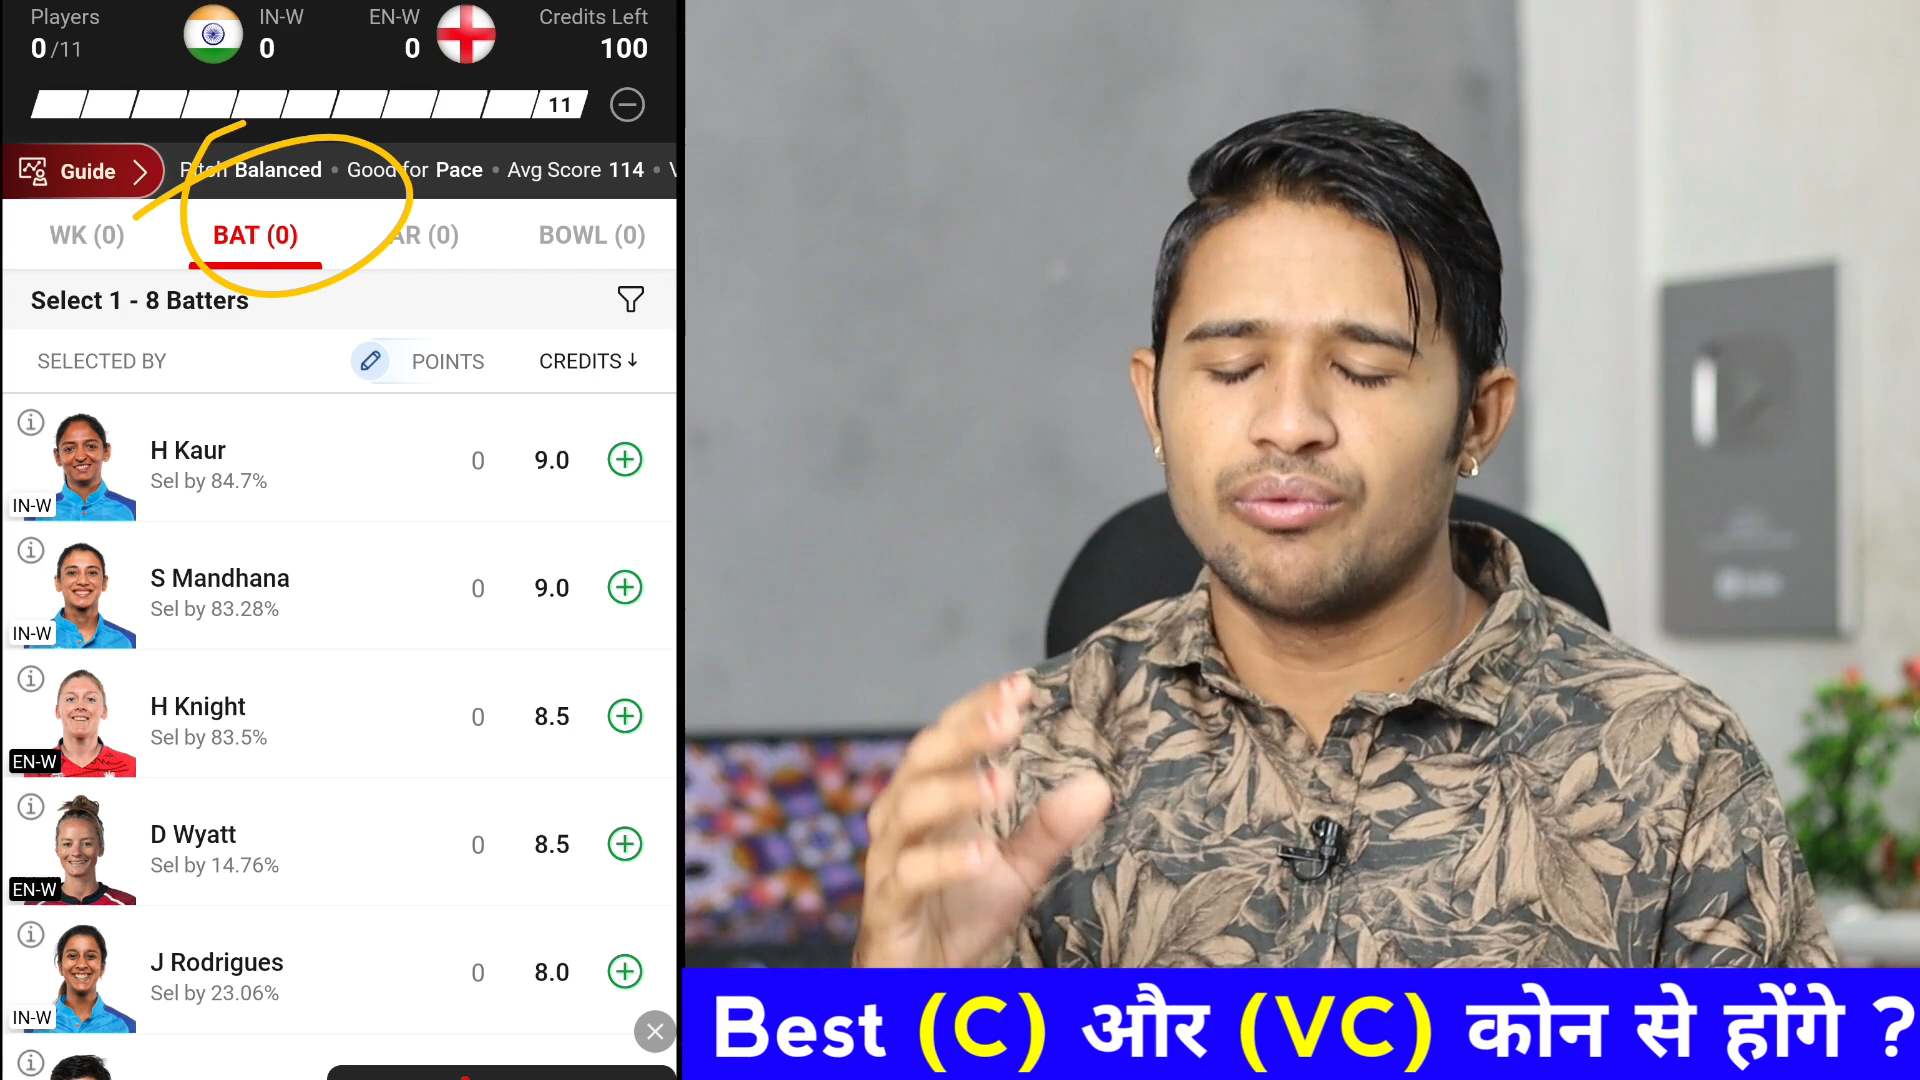 Players IN-W EN-W Credits Left
0 /11 0 0 100
11
Guide Pitch Balanced • Good for Pace • Avg Score 114 •
WK (0) BAT (0) AR (0) BOWL (0)
Select 1 - 8 Batters
SELECTED BY POINTS CREDITS ↓
H Kaur 0 9.0
Sel by 84.7%
IN-W
S Mandhana 0 9.0
Sel by 83.28%
IN-W
H Knight 0 8.5
Sel by 83.5%
EN-W
D Wyatt 0 8.5
Sel by 14.76%
EN-W
J Rodrigues 0 8.0
Sel by 23.06%
IN-W
Best (C) और (VC) कोन से होंगे ?